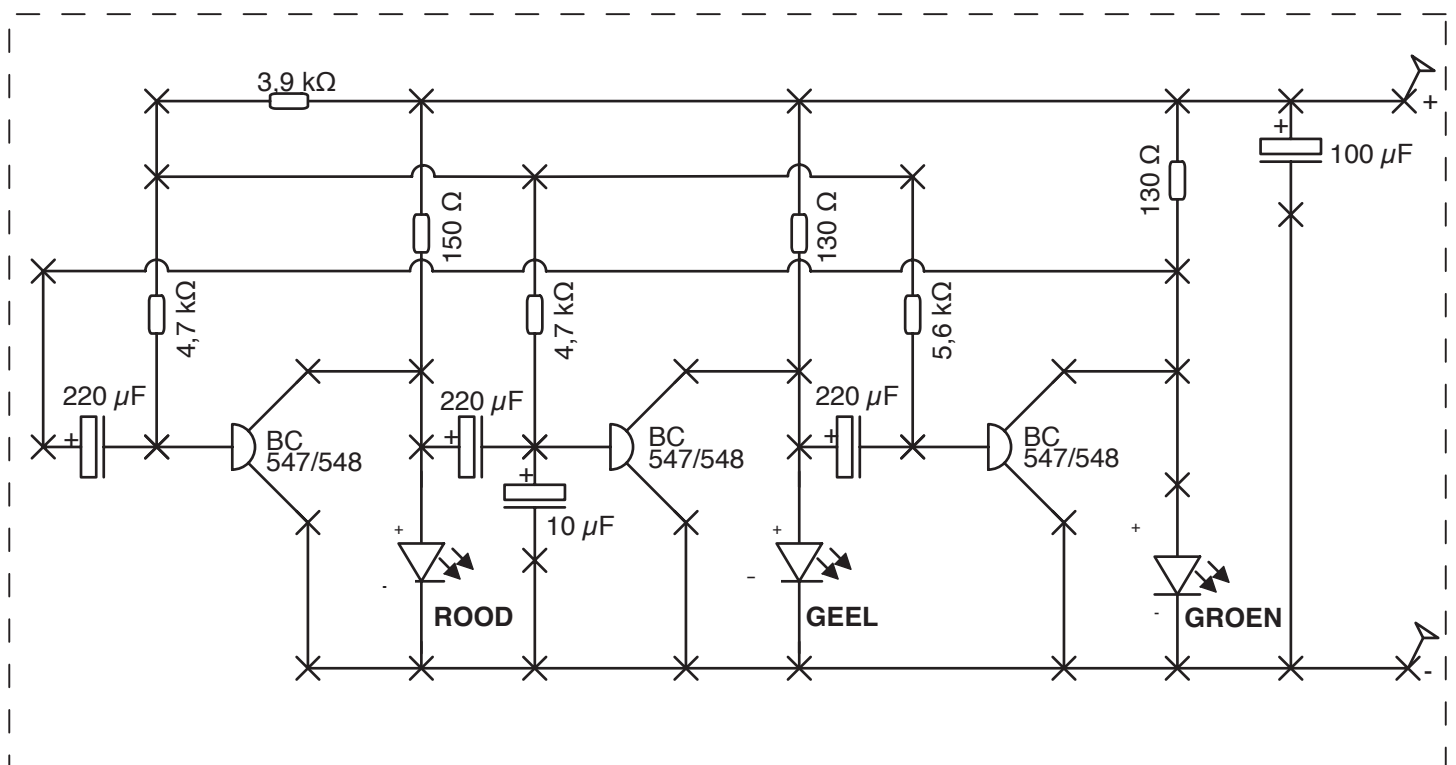 3,9 kΩ
+
+
100 µF
150 Ω
130 Ω
130 Ω
4,7 kΩ
4,7 kΩ
5,6 kΩ
220 µF
+
BC
547/548
220 µF
+
BC
547/548
220 µF
+
BC
547/548
+
10 µF
+
-
ROOD
+
–
GEEL
+
-
GROEN
-